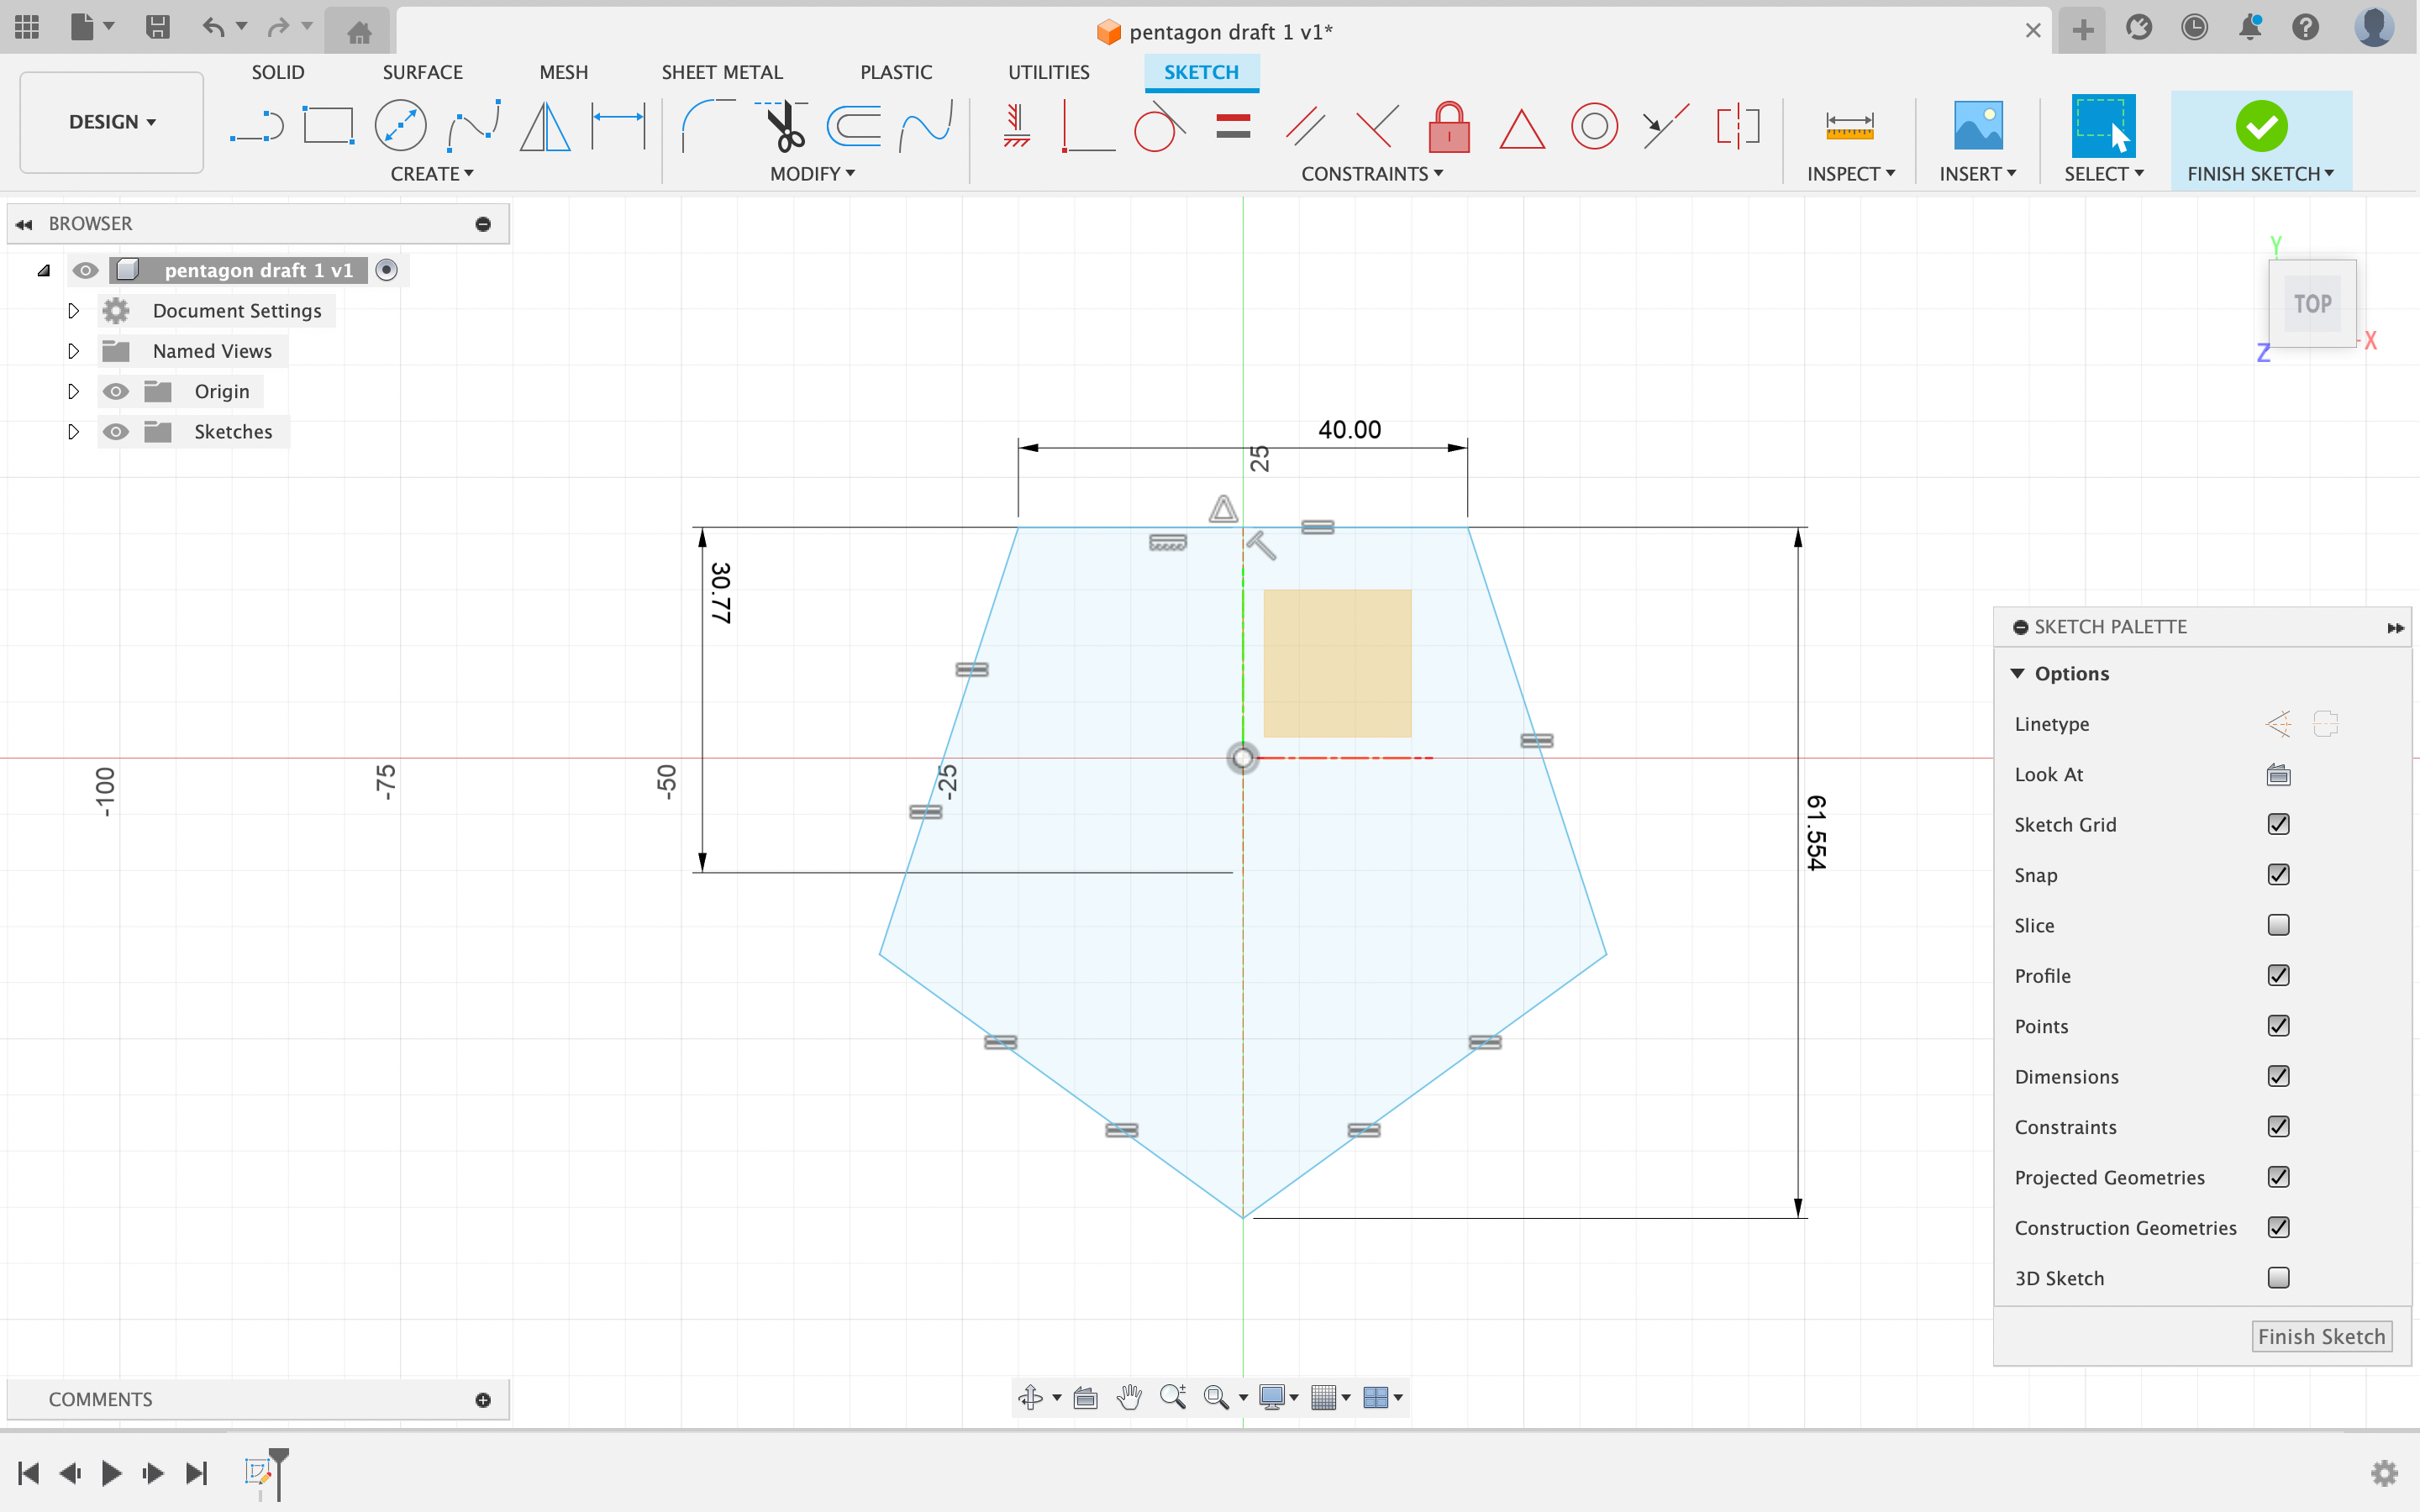 pentagon draft 1 v1*
SOLID SURFACE MESH SHEET METAL PLASTIC UTILITIES SKETCH
DESIGN
CREATE MODIFY CONSTRAINTS INSPECT INSERT SELECT FINISH SKETCH
BROWSER
pentagon draft 1 v1
Document Settings
Named Views
Origin
Sketches
Y
TOP
X
Z
40.00
25
30.77
61.554
-100
-75
-50
-25
SKETCH PALETTE
Options
Linetype
Look At
Sketch Grid
Snap
Slice
Profile
Points
Dimensions
Constraints
Projected Geometries
Construction Geometries
3D Sketch
Finish Sketch
COMMENTS